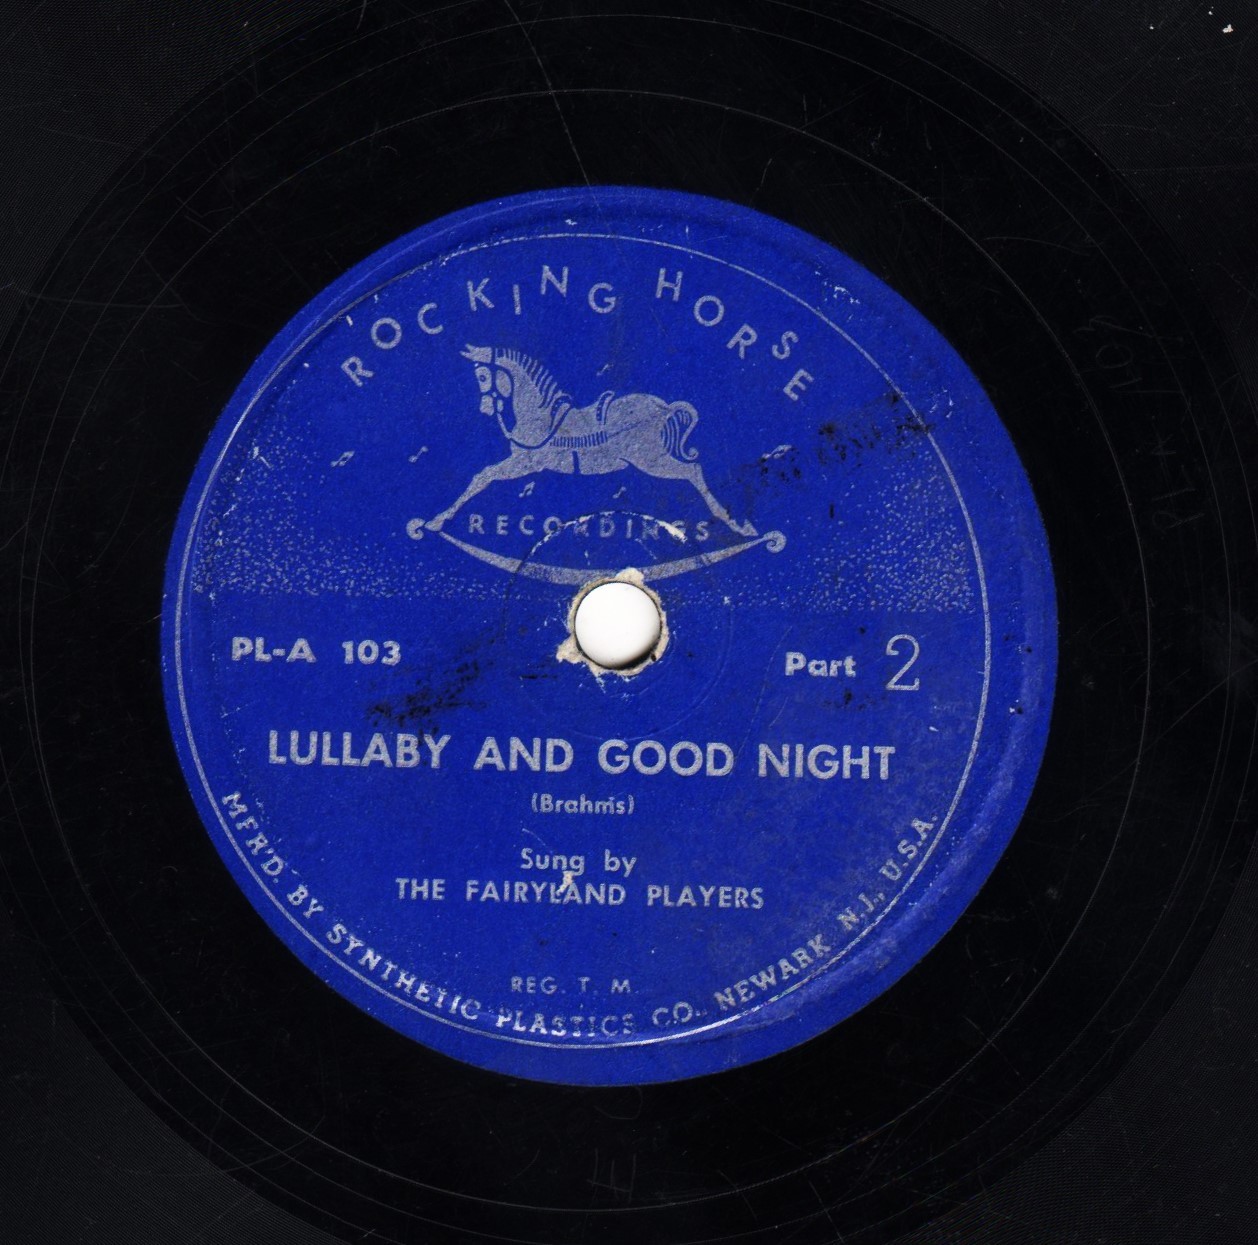 ROCKING HORSE
RECORDINGS
PL-A 103
Part 2
LULLABY AND GOOD NIGHT
(Brahms)
Sung by
THE FAIRYLAND PLAYERS
REG. T. M.
MFR'D. BY SYNTHETIC PLASTICS CO., NEWARK N.J., U.S.A.